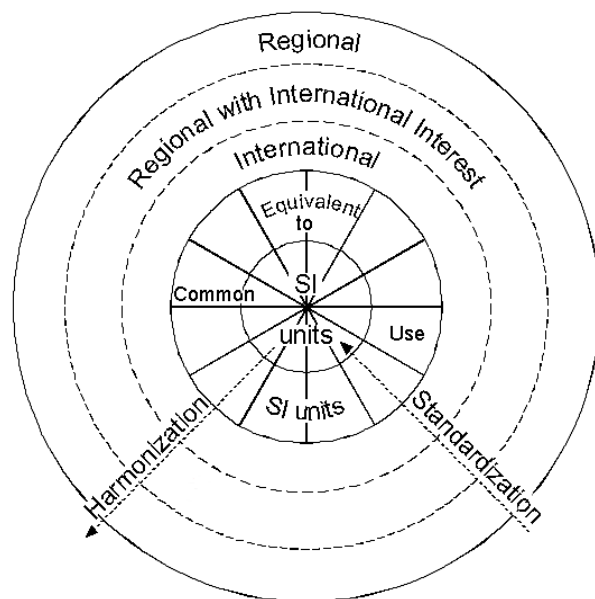 Regional
Regional with International Interest
International
Equivalent
to
SI
Common
units
Use
SI units
Harmonization
Standardization